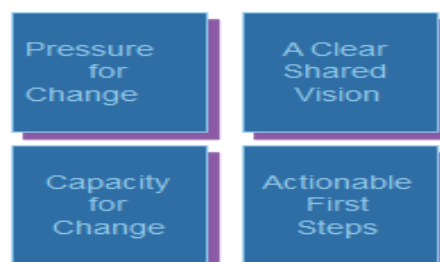 Pressure
for
Change
A Clear
Shared
Vision
Capacity
for
Change
Actionable
First
Steps